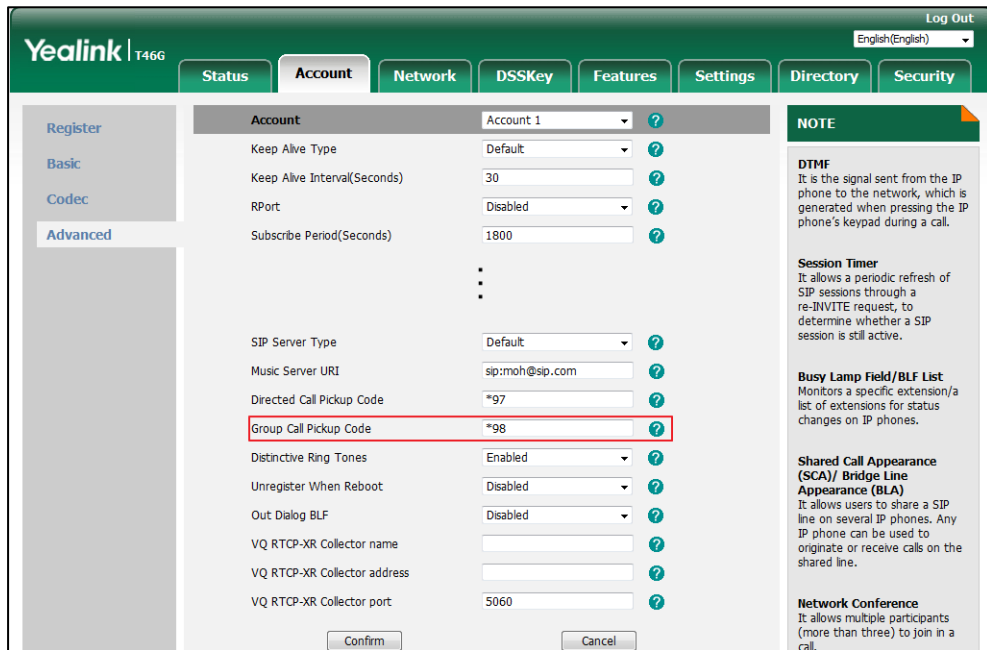 Log Out
Yealink | T46G
English(English)
Status Account Network DSSKey Features Settings Directory Security
Register
Basic
Codec
Advanced
Account Account 1
Keep Alive Type Default
Keep Alive Interval(Seconds) 30
RPort Disabled
Subscribe Period(Seconds) 1800
SIP Server Type Default
Music Server URI sip:moh@sip.com
Directed Call Pickup Code *97
Group Call Pickup Code *98
Distinctive Ring Tones Enabled
Unregister When Reboot Disabled
Out Dialog BLF Disabled
VQ RTCP-XR Collector name
VQ RTCP-XR Collector address
VQ RTCP-XR Collector port 5060
Confirm Cancel
NOTE
DTMF
It is the signal sent from the IP
phone to the network, which is
generated when pressing the IP
phone's keypad during a call.
Session Timer
It allows a periodic refresh of
SIP sessions through a
re-INVITE request, to
determine whether a SIP
session is still active.
Busy Lamp Field/BLF List
Monitors a specific extension/a
list of extensions for status
changes on IP phones.
Shared Call Appearance
(SCA)/ Bridge Line
Appearance (BLA)
It allows users to share a SIP
line on several IP phones. Any
IP phone can be used to
originate or receive calls on the
shared line.
Network Conference
It allows multiple participants
(more than three) to join in a
call.